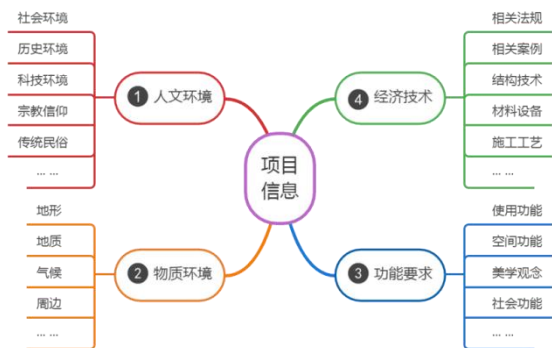 社会环境
历史环境
科技环境
宗教信仰
传统民俗
... ...
1 人文环境
地形
地质
气候
周边
... ...
2 物质环境
项目
信息
4 经济技术
相关法规
相关案例
结构技术
材料设备
施工工艺
... ...
3 功能要求
使用功能
空间功能
美学观念
社会功能
... ...